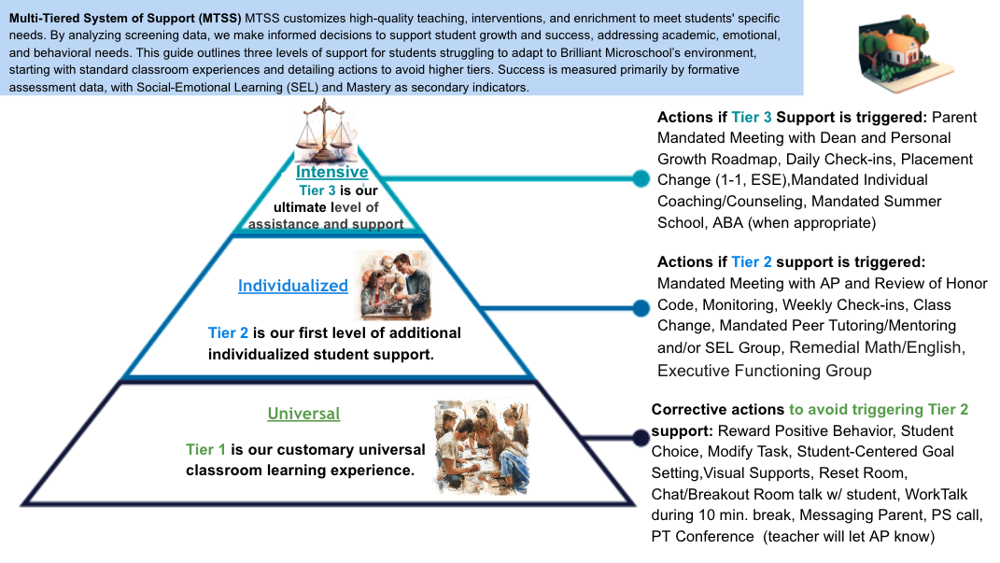 Multi-Tiered System of Support (MTSS) MTSS customizes high-quality teaching, interventions, and enrichment to meet students' specific
needs. By analyzing screening data, we make informed decisions to support student growth and success, addressing academic, emotional,
and behavioral needs. This guide outlines three levels of support for students struggling to adapt to Brilliant Microschool's environment,
starting with standard classroom experiences and detailing actions to avoid higher tiers. Success is measured primarily by formative
assessment data, with Social-Emotional Learning (SEL) and Mastery as secondary indicators.
Intensive
Tier 3 is our
ultimate level of
assistance and support
Actions if Tier 3 Support is triggered: Parent
Mandated Meeting with Dean and Personal
Growth Roadmap, Daily Check-ins, Placement
Change (1-1, ESE),Mandated Individual
Coaching/Counseling, Mandated Summer
School, ABA (when appropriate)
Individualized
Tier 2 is our first level of additional
individualized student support.
Actions if Tier 2 support is triggered:
Mandated Meeting with AP and Review of Honor
Code, Monitoring, Weekly Check-ins, Class
Change, Mandated Peer Tutoring/Mentoring
and/or SEL Group, Remedial Math/English,
Executive Functioning Group
Universal
Tier 1 is our customary universal
classroom learning experience.
Corrective actions to avoid triggering Tier 2
support: Reward Positive Behavior, Student
Choice, Modify Task, Student-Centered Goal
Setting,Visual Supports, Reset Room,
Chat/Breakout Room talk w/ student, WorkTalk
during 10 min. break, Messaging Parent, PS call,
PT Conference  (teacher will let AP know)